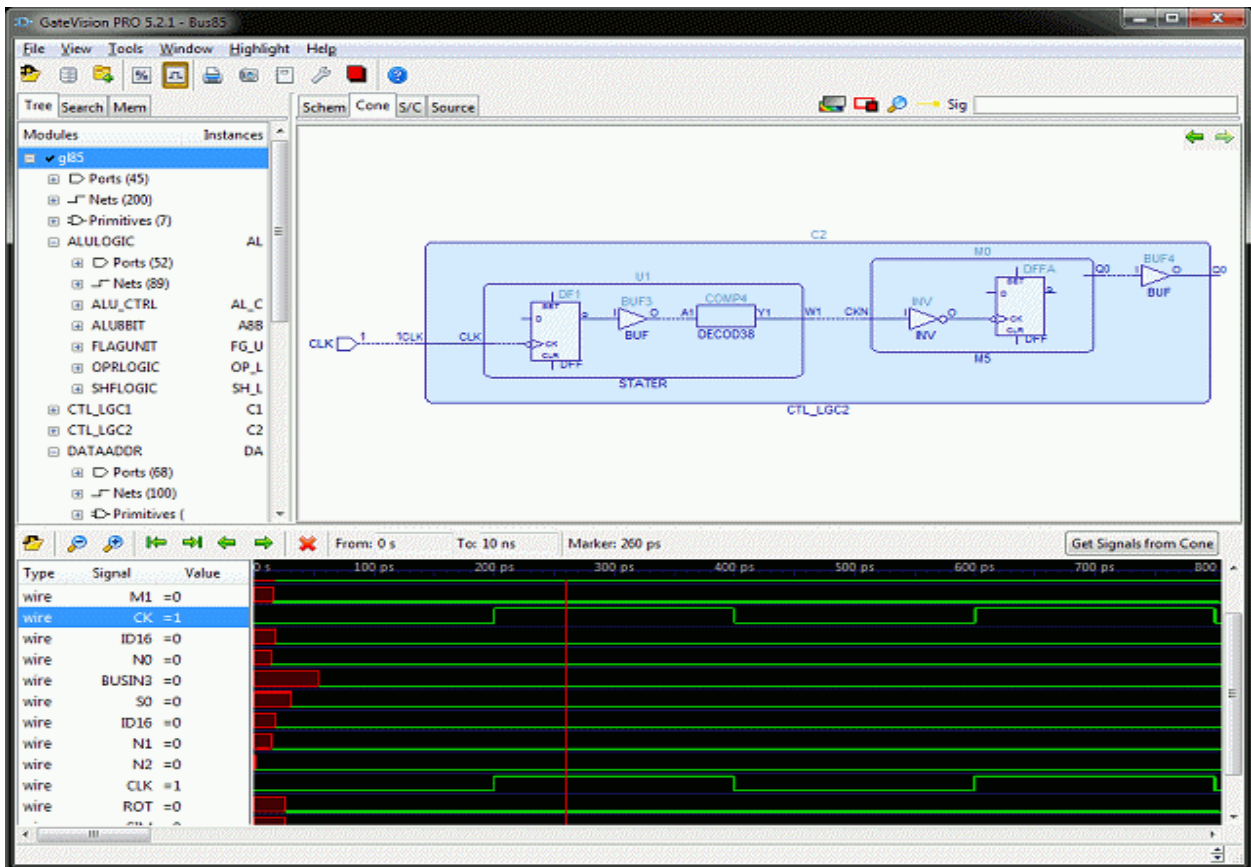 GateVision PRO 5.2.1 - Bus85
File View Tools Window Highlight Help
Tree Search Mem
Schem Cone S/C Source
Sig
Modules Instances
gl85
Ports (45)
Nets (200)
Primitives (7)
ALULOGIC AL
Ports (52)
Nets (89)
ALU_CTRL AL_C
ALU8BIT A8B
FLAGUNIT FG_U
OPRLOGIC OP_L
SHFLOGIC SH_L
CTL_LGC1 C1
CTL_LGC2 C2
DATAADDR DA
Ports (68)
Nets (100)
Primitives (
C2
U1
M0
DF1
BUF3
COMP4
INV
DFFA
BUF4
SET
CK
CLR
DFF
BUF
A1
Y1
DECOD38
W1
CKN
INV
SET
CK
CLR
DFF
Q0
BUF
Q0
CLK
1
1CLK
CLK
STATER
M5
CTL_LGC2
From: 0 s To: 10 ns Marker: 260 ps Get Signals from Cone
Type Signal Value 0 s 100 ps 200 ps 300 ps 400 ps 500 ps 600 ps 700 ps 800
wire M1 =0
wire CK =1
wire ID16 =0
wire N0 =0
wire BUSIN3 =0
wire S0 =0
wire ID16 =0
wire N1 =0
wire N2 =0
wire CLK =1
wire ROT =0